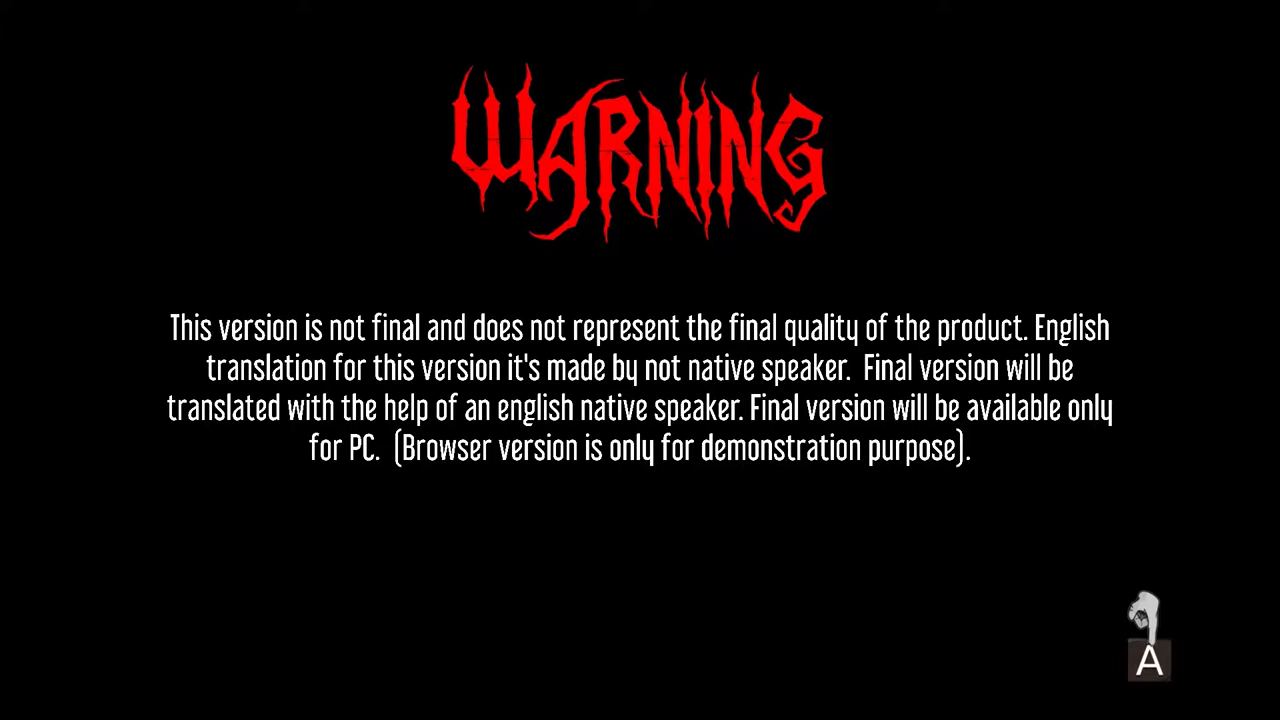 WARNING
This version is not final and does not represent the final quality of the product. English
translation for this version it's made by not native speaker.  Final version will be
translated with the help of an english native speaker. Final version will be available only
for PC.  (Browser version is only for demonstration purpose).
A